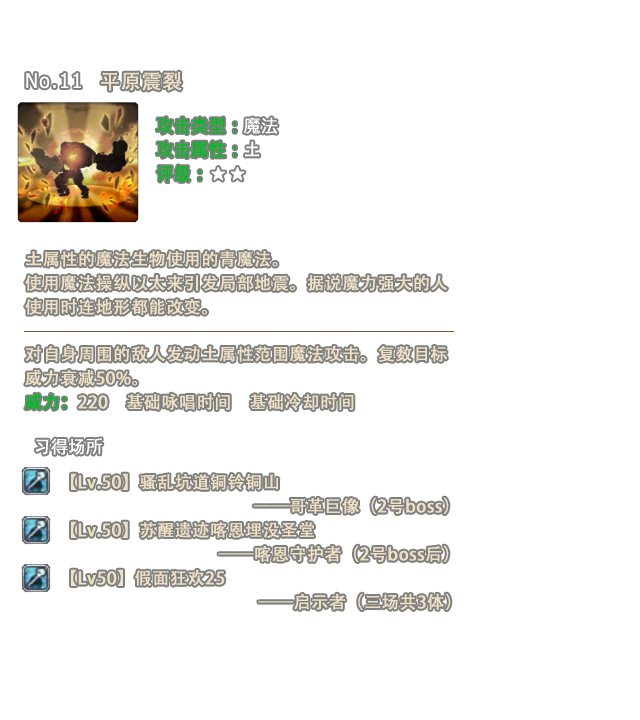 No.11 平原震裂
攻击类型：魔法
攻击属性：土
评级：☆☆
土属性的魔法生物使用的青魔法。
使用魔法操纵以太来引发局部地震。据说魔力强大的人
使用时连地形都能改变。
对自身周围的敌人发动土属性范围魔法攻击。复数目标
威力衰减50%。
威力：220 基础咏唱时间 基础冷却时间
习得场所
【Lv.50】骚乱坑道铜铃铜山
——哥革巨像（2号boss）
【Lv.50】苏醒遗迹喀恩埋没圣堂
——喀恩守护者（2号boss后）
【Lv50】假面狂欢25
——启示者（三场共3体）